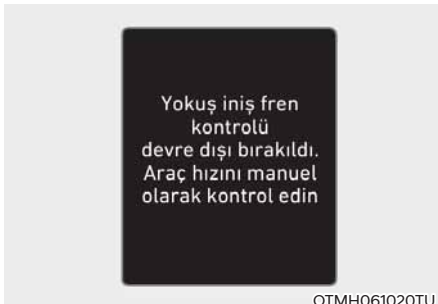 Yokuş iniş fren
kontrolü
devre dışı bırakıldı.
Araç hızını manuel
olarak kontrol edin
OTMH061020TU